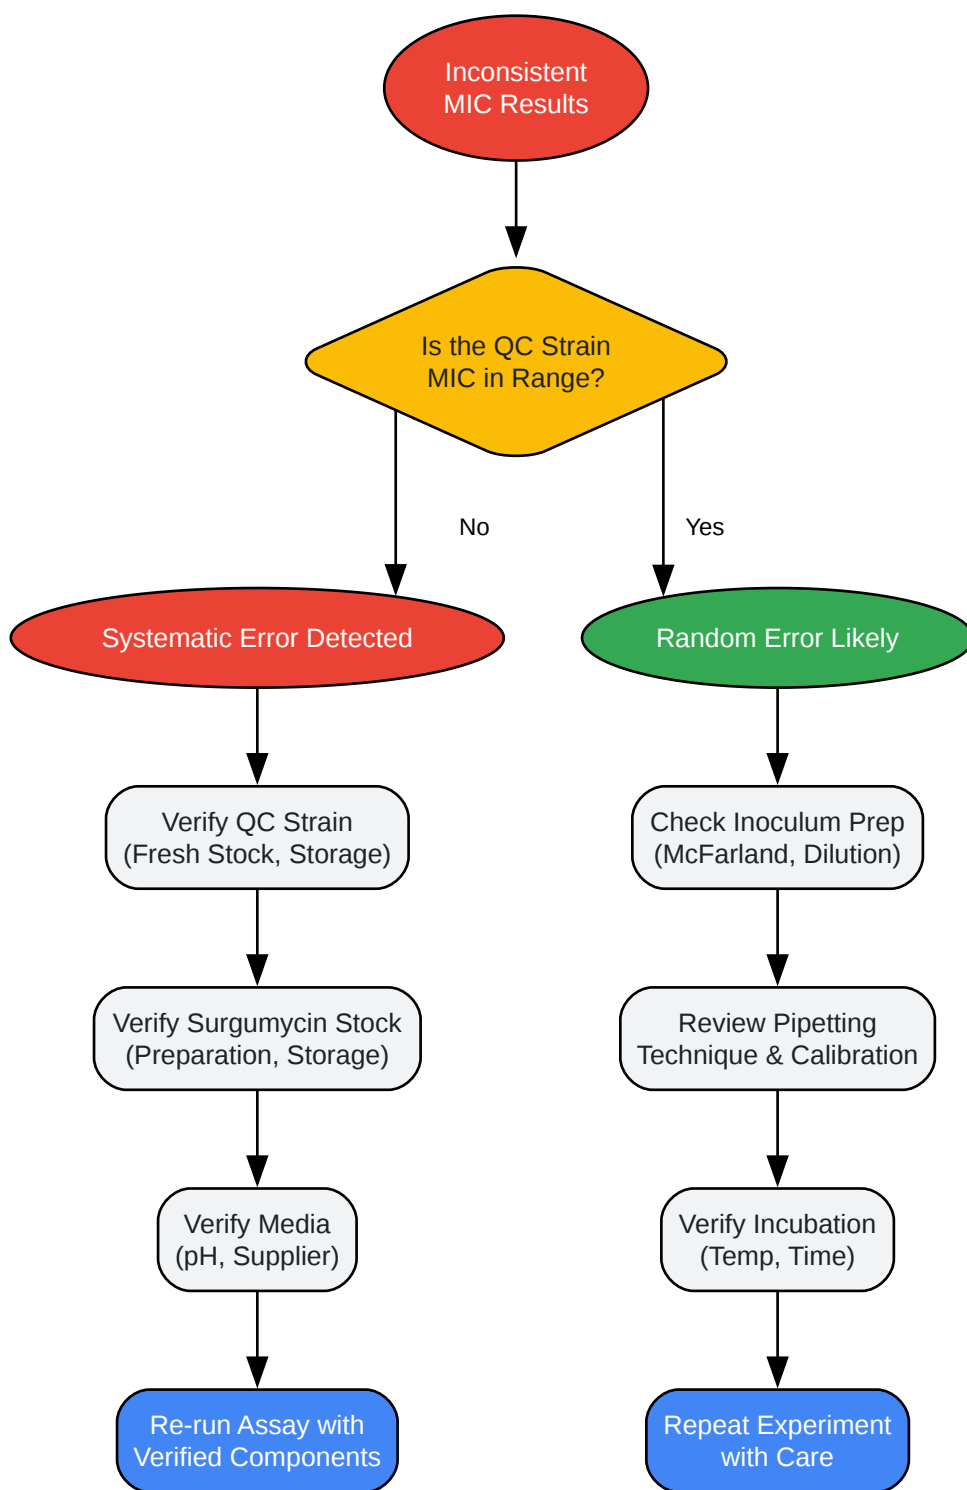 Inconsistent
MIC Results
Is the QC Strain
MIC in Range?
No
Yes
Systematic Error Detected
Random Error Likely
Verify QC Strain
(Fresh Stock, Storage)
Check Inoculum Prep
(McFarland, Dilution)
Verify Surgumycin Stock
(Preparation, Storage)
Review Pipetting
Technique & Calibration
Verify Media
(pH, Supplier)
Verify Incubation
(Temp, Time)
Re-run Assay with
Verified Components
Repeat Experiment
with Care